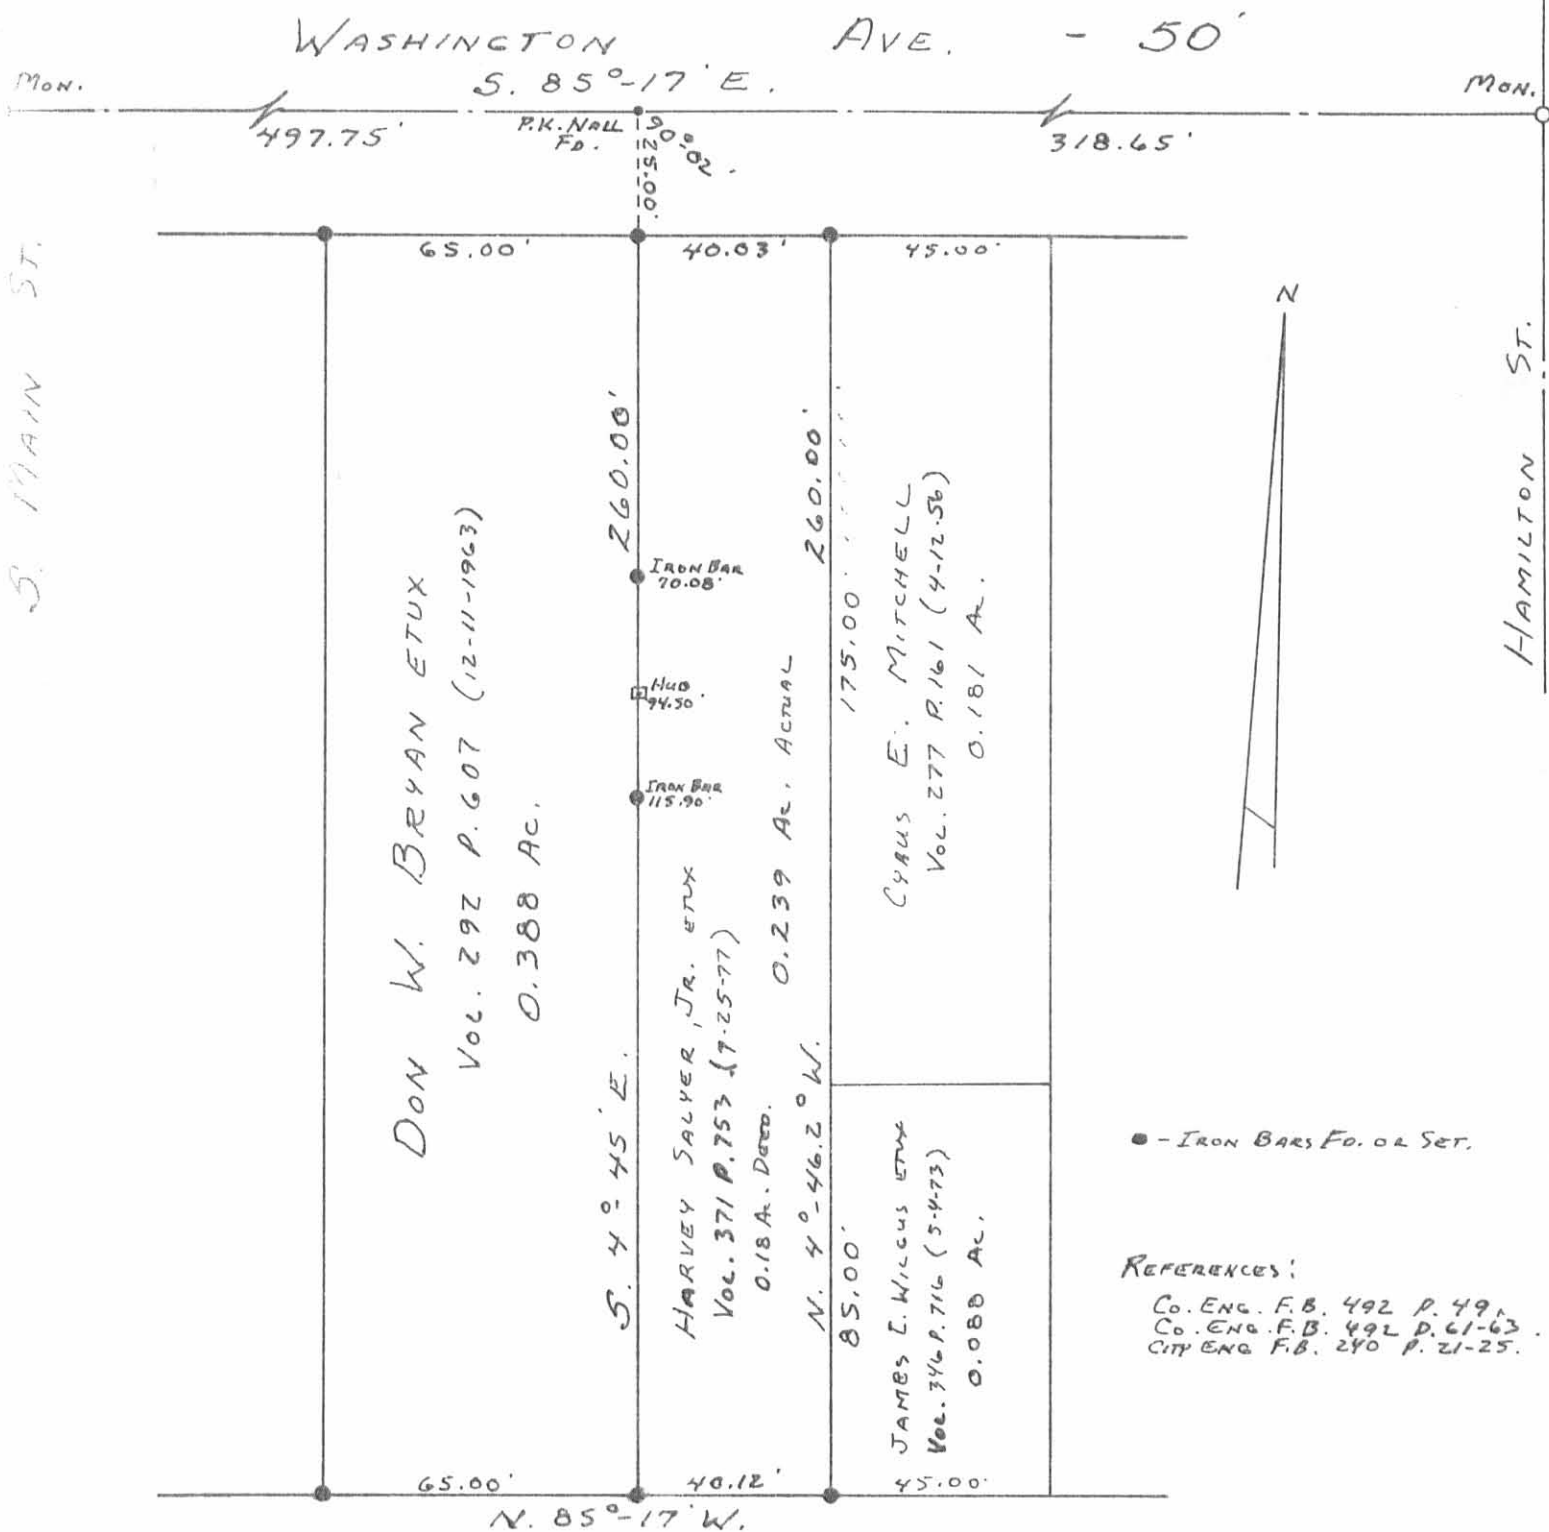 WASHINGTON AVE. - 50'
MON. S. 85°-17' E. MON.
497.75' P.K. NAIL 90°-02' 318.65'
FD. 25.00'
S. MAIN ST.
65.00' 40.03' 45.00'
N
HAMILTON ST.
260.00'
260.00'
IRON BAR
70.08'
HUB
94.50'
IRON BAR
115.90'
DON W. BRYAN ETUX
VOL. 292 P. 607 (12-11-1963)
0.388 AC.
S. 4°-45' E.
HARVEY SALYER, JR. ETUX
VOL. 371 P. 753 (7-25-77)
0.18 AC. DEED.
0.239 AC. ACTUAL
N. 4°-46.2° W.
175.00'
CYRUS E. MITCHELL
VOL. 277 P. 161 (4-12-56)
0.181 AC.
85.00'
JAMES L. WILGUS ETUX
VOL. 346 P. 716 (5-4-73)
0.088 AC.
● - IRON BARS FD. OR SET.
REFERENCES:
CO. ENG. F.B. 492 P. 49
CO. ENG. F.B. 492 P. 61-63.
CITY ENG F.B. 240 P. 21-25.
65.00' 40.12' 45.00'
N. 85°-17' W.